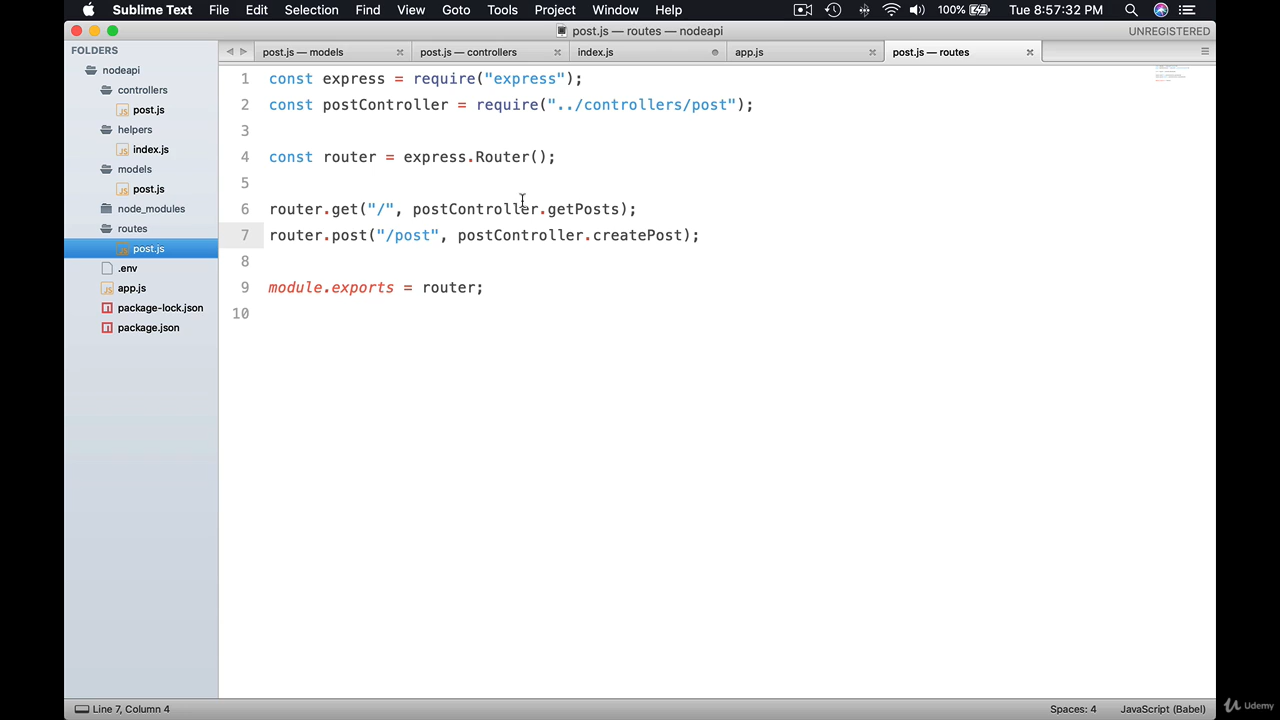 Sublime Text File Edit Selection Find View Goto Tools Project Window Help 100% Tue 8:57:32 PM
post.js — routes — nodeapi UNREGISTERED
FOLDERS
nodeapi
controllers
post.js
helpers
index.js
models
post.js
node_modules
routes
post.js
.env
app.js
package-lock.json
package.json
post.js — models post.js — controllers index.js app.js post.js — routes
1 const express = require("express");
2 const postController = require("../controllers/post");
3
4 const router = express.Router();
5
6 router.get("/", postController.getPosts);
7 router.post("/post", postController.createPost);
8
9 module.exports = router;
10
Line 7, Column 4 Spaces: 4 JavaScript (Babel)
Udemy